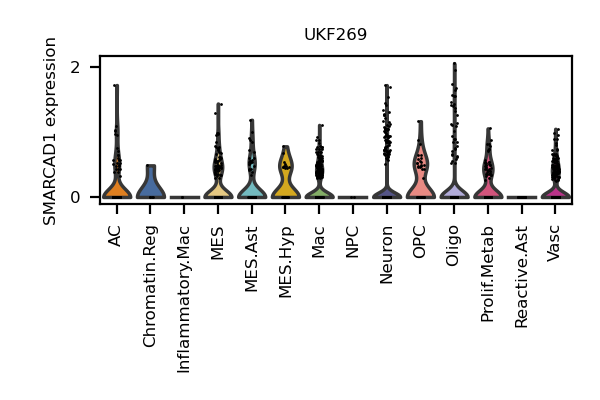 UKF269
SMARCAD1 expression
2
0
AC
Chromatin.Reg
Inflammatory.Mac
MES
MES.Ast
MES.Hyp
Mac
NPC
Neuron
OPC
Oligo
Prolif.Metab
Reactive.Ast
Vasc